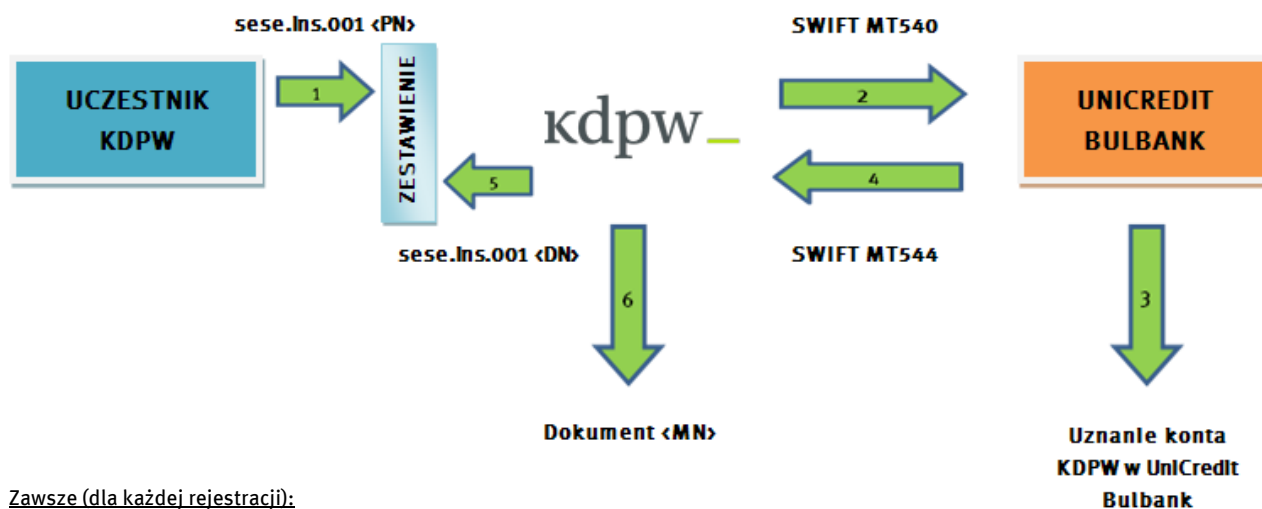 sese.Ins.001 <PN>
SWIFT MT540
UCZESTNIK
KDPW
1
ZESTAWIENIE
kdpw_
2
UNICREDIT
BULBANK
5
4
sese.Ins.001 <DN>
SWIFT MT544
6
3
Dokument <MN>
Uznanie konta
KDPW w UniCredit
Bulbank
Zawsze (dla każdej rejestracji):